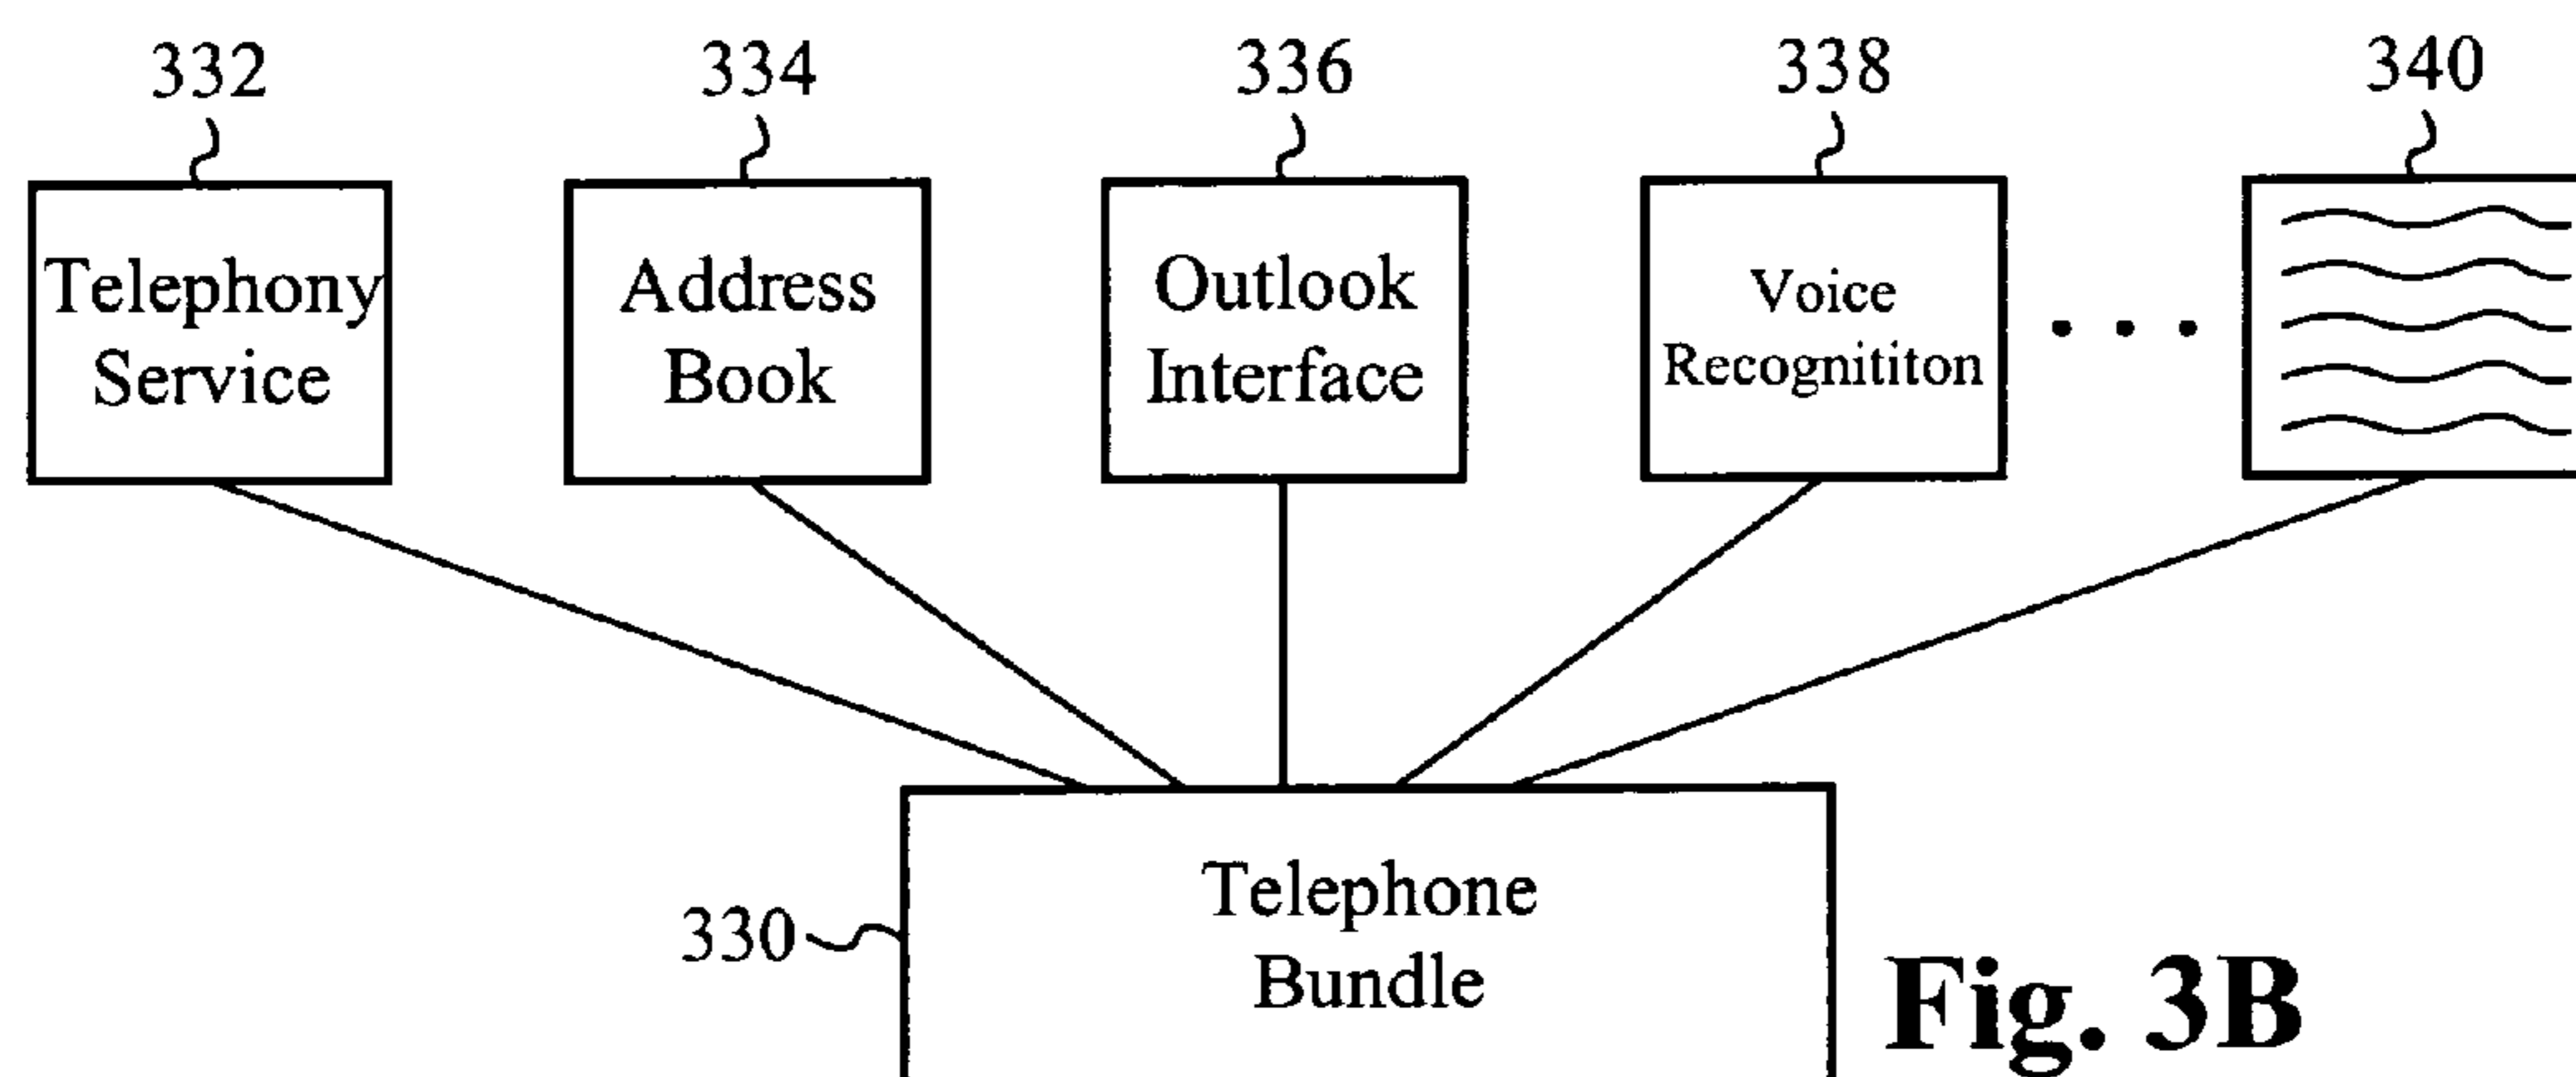 332 334 336 338 340
Telephony
Service
Address
Book
Outlook
Interface
Voice
Recognititon
Telephone
Bundle
330
Fig. 3B